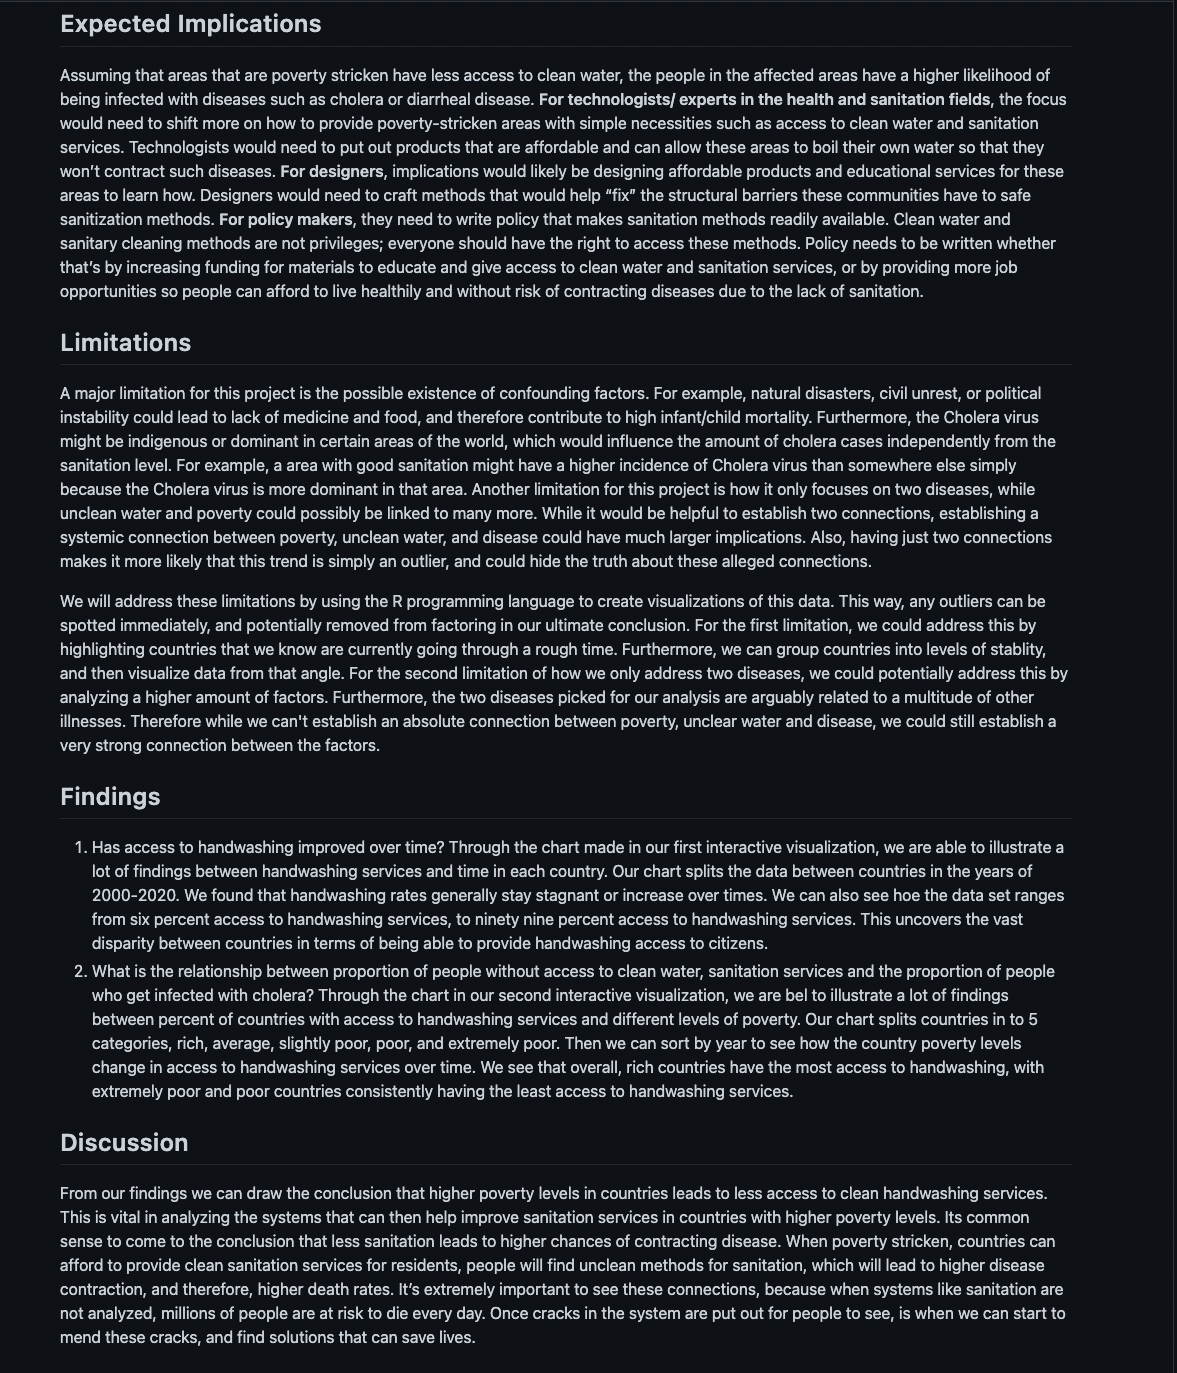 Expected Implications
Assuming that areas that are poverty stricken have less access to clean water, the people in the affected areas have a higher likelihood of
being infected with diseases such as cholera or diarrheal disease. For technologists/ experts in the health and sanitation fields, the focus
would need to shift more on how to provide poverty-stricken areas with simple necessities such as access to clean water and sanitation
services. Technologists would need to put out products that are affordable and can allow these areas to boil their own water so that they
won’t contract such diseases. For designers, implications would likely be designing affordable products and educational services for these
areas to learn how. Designers would need to craft methods that would help “fix” the structural barriers these communities have to safe
sanitization methods. For policy makers, they need to write policy that makes sanitation methods readily available. Clean water and
sanitary cleaning methods are not privileges; everyone should have the right to access these methods. Policy needs to be written whether
that’s by increasing funding for materials to educate and give access to clean water and sanitation services, or by providing more job
opportunities so people can afford to live healthily and without risk of contracting diseases due to the lack of sanitation.
Limitations
A major limitation for this project is the possible existence of confounding factors. For example, natural disasters, civil unrest, or political
instability could lead to lack of medicine and food, and therefore contribute to high infant/child mortality. Furthermore, the Cholera virus
might be indigenous or dominant in certain areas of the world, which would influence the amount of cholera cases independently from the
sanitation level. For example, a area with good sanitation might have a higher incidence of Cholera virus than somewhere else simply
because the Cholera virus is more dominant in that area. Another limitation for this project is how it only focuses on two diseases, while
unclean water and poverty could possibly be linked to many more. While it would be helpful to establish two connections, establishing a
systemic connection between poverty, unclean water, and disease could have much larger implications. Also, having just two connections
makes it more likely that this trend is simply an outlier, and could hide the truth about these alleged connections.
We will address these limitations by using the R programming language to create visualizations of this data. This way, any outliers can be
spotted immediately, and potentially removed from factoring in our ultimate conclusion. For the first limitation, we could address this by
highlighting countries that we know are currently going through a rough time. Furthermore, we can group countries into levels of stablity,
and then visualize data from that angle. For the second limitation of how we only address two diseases, we could potentially address this by
analyzing a higher amount of factors. Furthermore, the two diseases picked for our analysis are arguably related to a multitude of other
illnesses. Therefore while we can't establish an absolute connection between poverty, unclear water and disease, we could still establish a
very strong connection between the factors.
Findings
1. Has access to handwashing improved over time? Through the chart made in our first interactive visualization, we are able to illustrate a
lot of findings between handwashing services and time in each country. Our chart splits the data between countries in the years of
2000-2020. We found that handwashing rates generally stay stagnant or increase over times. We can also see hoe the data set ranges
from six percent access to handwashing services, to ninety nine percent access to handwashing services. This uncovers the vast
disparity between countries in terms of being able to provide handwashing access to citizens.
2. What is the relationship between proportion of people without access to clean water, sanitation services and the proportion of people
who get infected with cholera? Through the chart in our second interactive visualization, we are bel to illustrate a lot of findings
between percent of countries with access to handwashing services and different levels of poverty. Our chart splits countries in to 5
categories, rich, average, slightly poor, poor, and extremely poor. Then we can sort by year to see how the country poverty levels
change in access to handwashing services over time. We see that overall, rich countries have the most access to handwashing, with
extremely poor and poor countries consistently having the least access to handwashing services.
Discussion
From our findings we can draw the conclusion that higher poverty levels in countries leads to less access to clean handwashing services.
This is vital in analyzing the systems that can then help improve sanitation services in countries with higher poverty levels. Its common
sense to come to the conclusion that less sanitation leads to higher chances of contracting disease. When poverty stricken, countries can
afford to provide clean sanitation services for residents, people will find unclean methods for sanitation, which will lead to higher disease
contraction, and therefore, higher death rates. It’s extremely important to see these connections, because when systems like sanitation are
not analyzed, millions of people are at risk to die every day. Once cracks in the system are put out for people to see, is when we can start to
mend these cracks, and find solutions that can save lives.